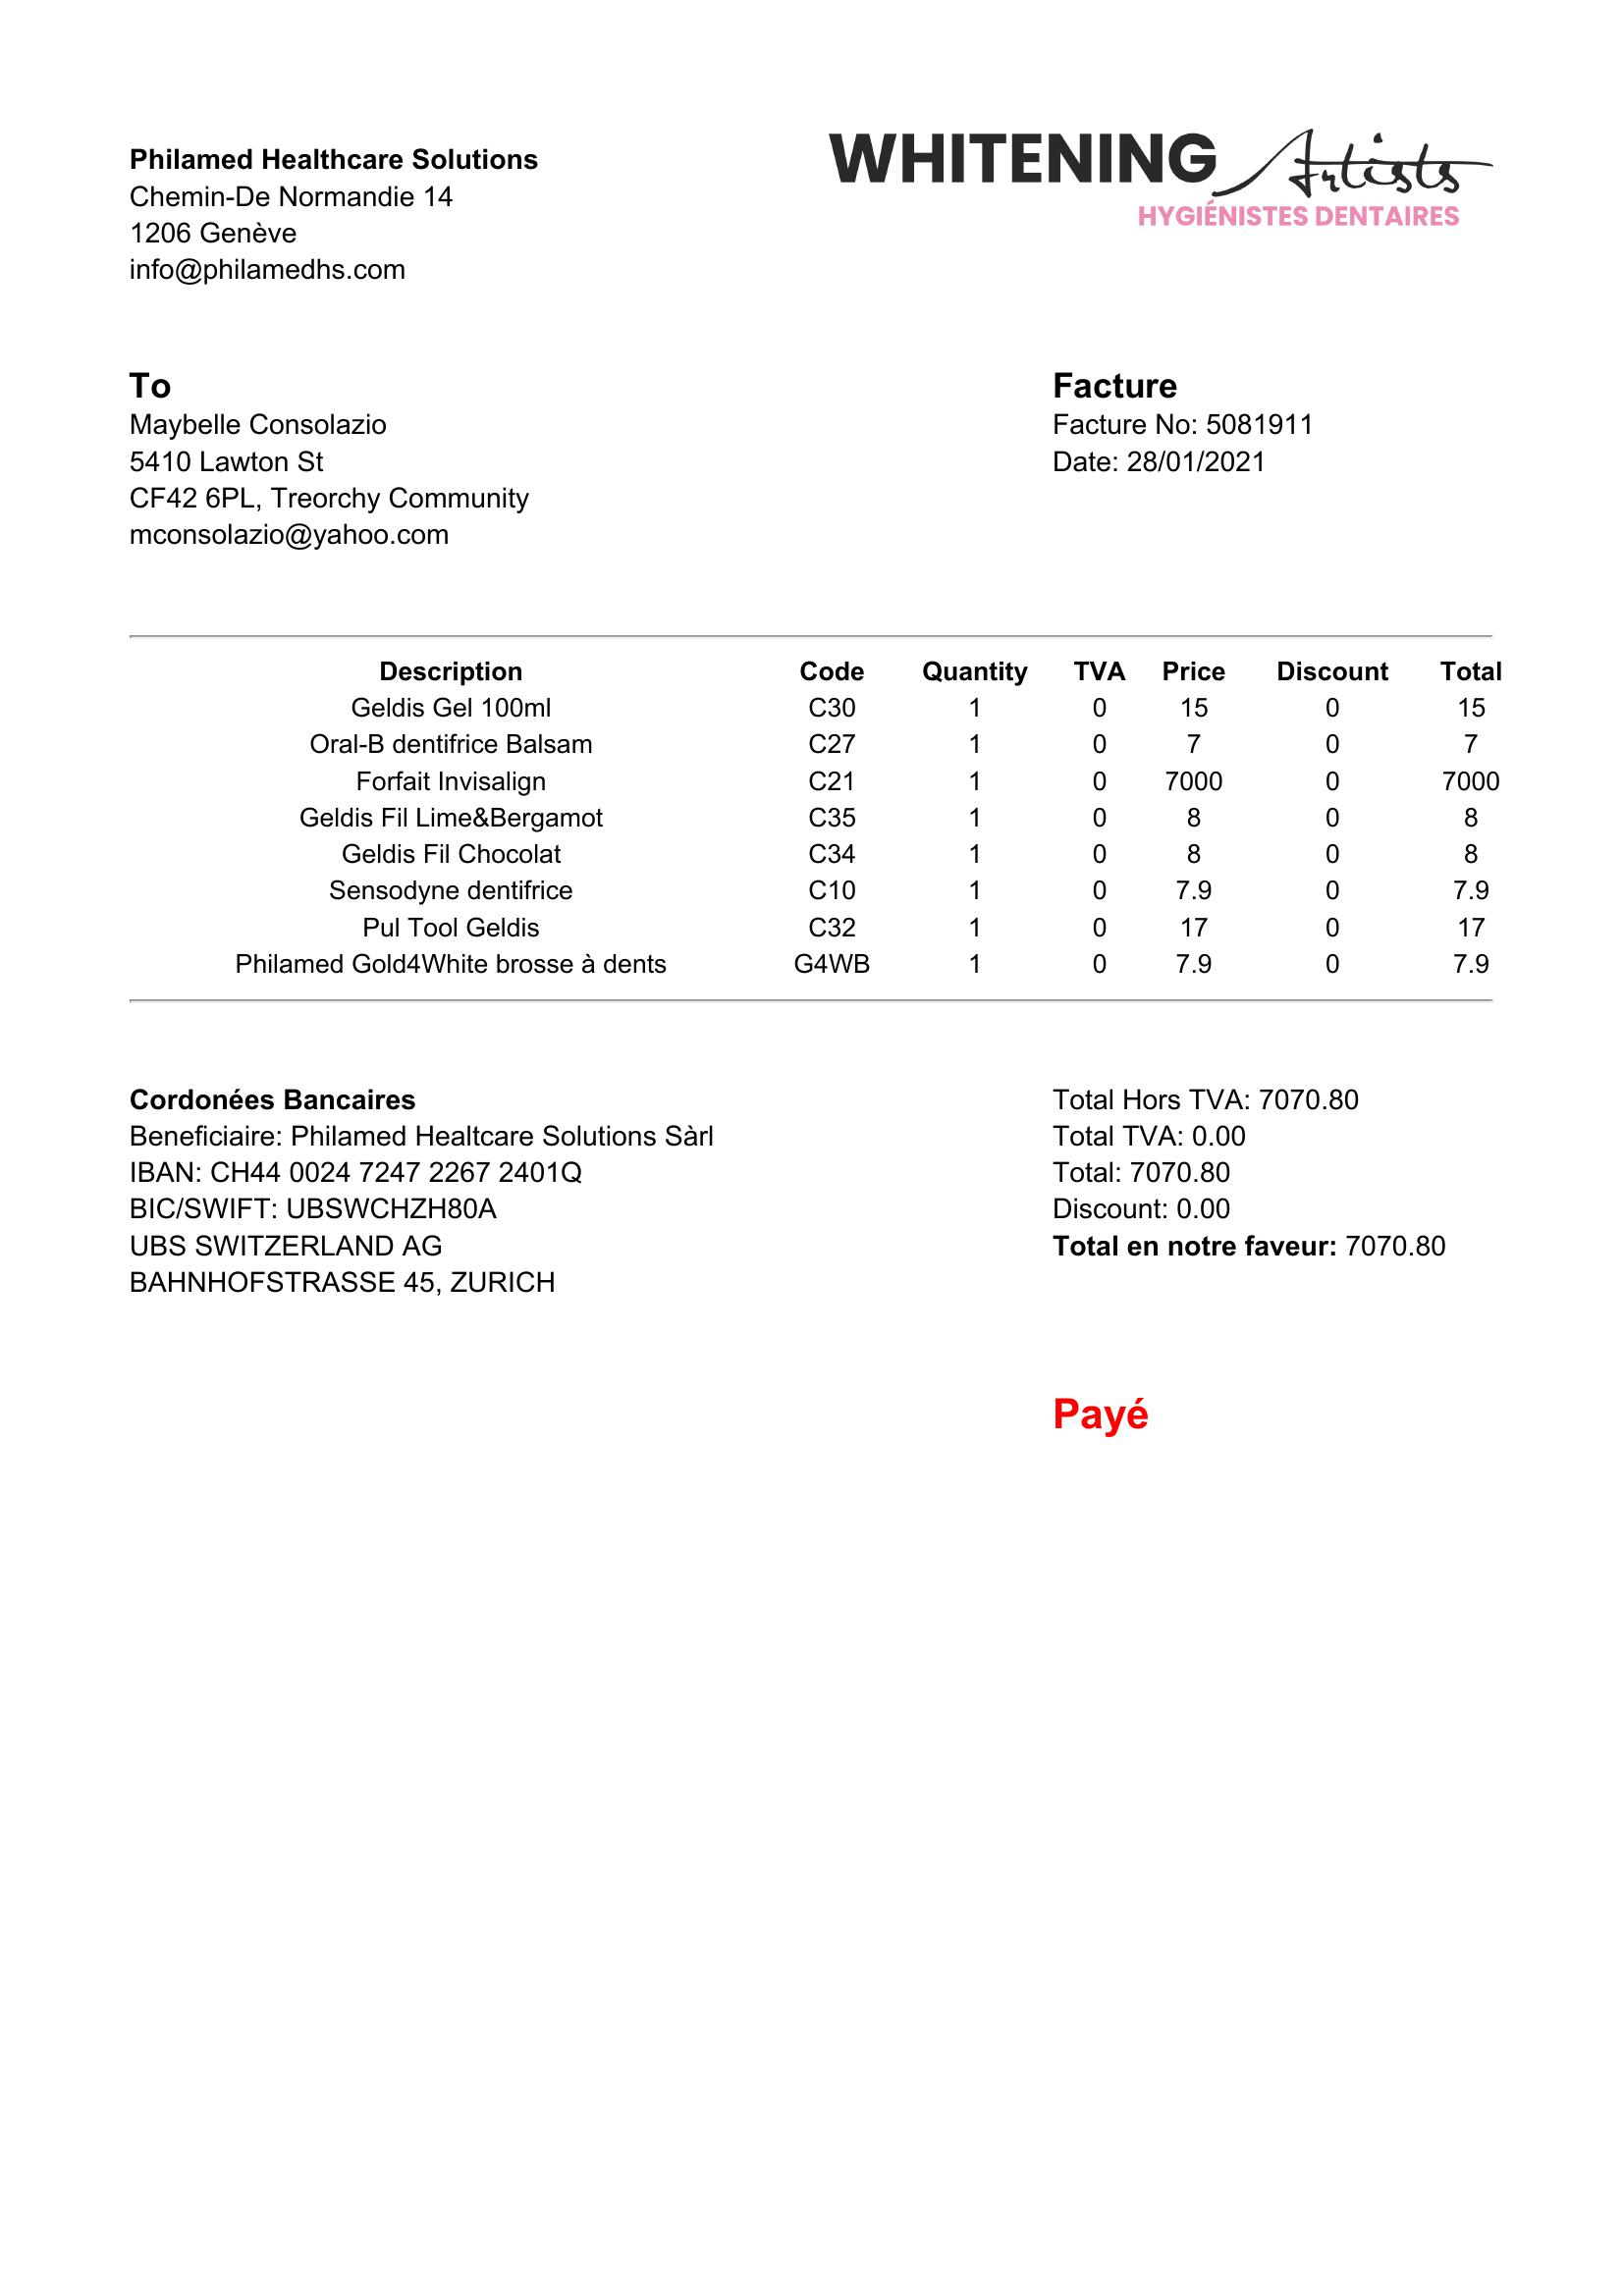 Philamed Healthcare Solutions
Chemin-De Normandie 14
1206 Genève
info@philamedhs.com
WHITENING Artists
HYGIÉNISTES DENTAIRES
To
Maybelle Consolazio
5410 Lawton St
CF42 6PL, Treorchy Community
mconsolazio@yahoo.com
Facture
Facture No: 5081911
Date: 28/01/2021
Description Code Quantity TVA Price Discount Total
Geldis Gel 100ml C30 1 0 15 0 15
Oral-B dentifrice Balsam C27 1 0 7 0 7
Forfait Invisalign C21 1 0 7000 0 7000
Geldis Fil Lime&Bergamot C35 1 0 8 0 8
Geldis Fil Chocolat C34 1 0 8 0 8
Sensodyne dentifrice C10 1 0 7.9 0 7.9
Pul Tool Geldis C32 1 0 17 0 17
Philamed Gold4White brosse à dents G4WB 1 0 7.9 0 7.9
Cordonées Bancaires
Beneficiaire: Philamed Healtcare Solutions Sàrl
IBAN: CH44 0024 7247 2267 2401Q
BIC/SWIFT: UBSWCHZH80A
UBS SWITZERLAND AG
BAHNHOFSTRASSE 45, ZURICH
Total Hors TVA: 7070.80
Total TVA: 0.00
Total: 7070.80
Discount: 0.00
Total en notre faveur: 7070.80
Payé